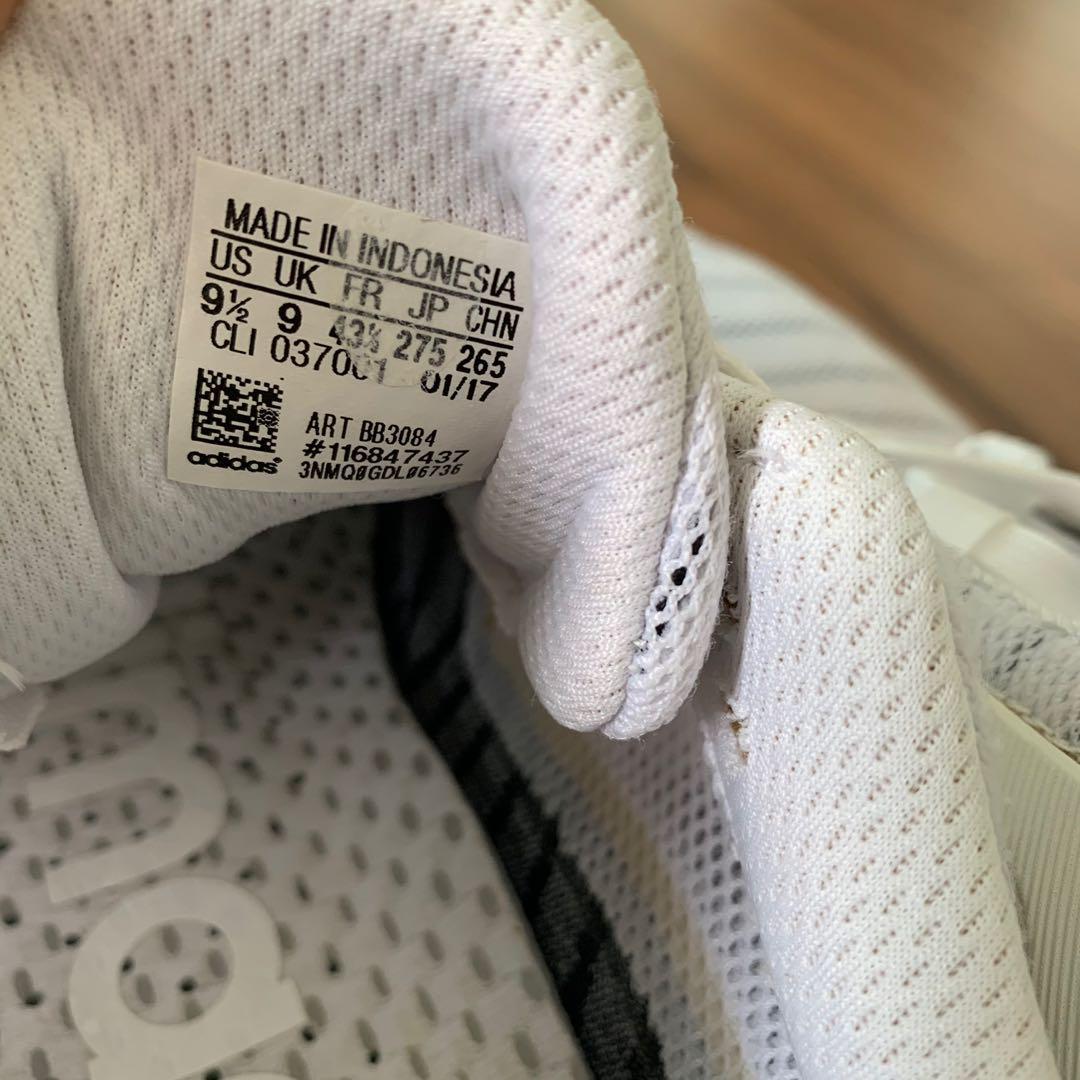 MADE IN INDONESIA
US UK FR JP CHN
9½ 9 43⅓ 275 265
CLI 037001 01/17
ART BB3084
#116847437
adidas® 3NMQ0GDL06736